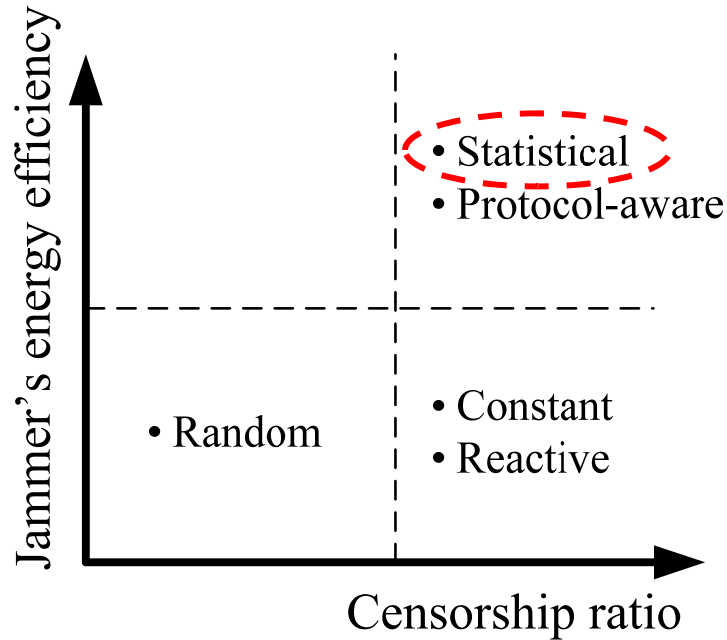 Jammer's energy efficiency
• Statistical
• Protocol-aware
• Random
• Constant
• Reactive
Censorship ratio